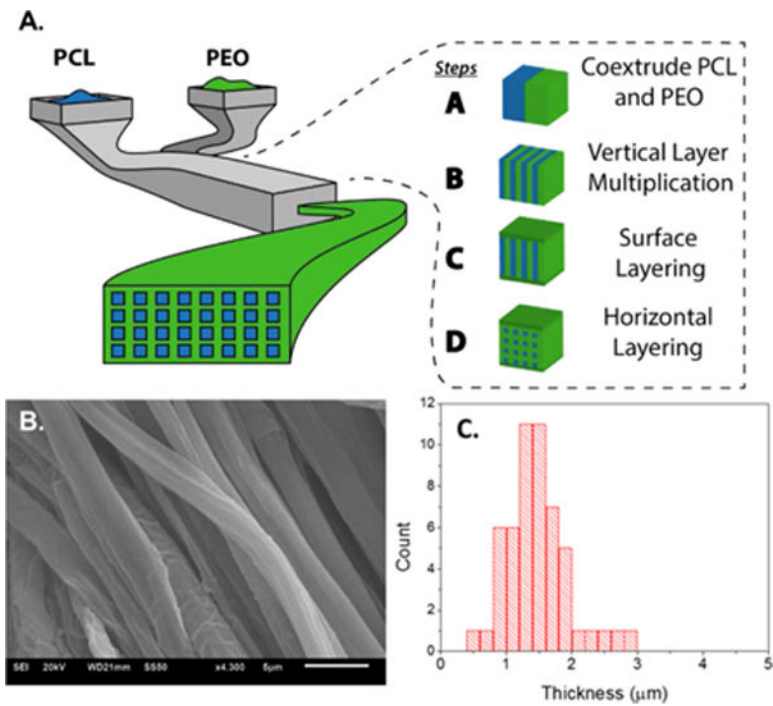 A.
PCL
PEO
Steps
A
Coextrude PCL
and PEO
B
Vertical Layer
Multiplication
C
Surface
Layering
D
Horizontal
Layering
B.
SEI 20kV WD21mm SS50 x4.300 5µm
C.
12
10
8
6
4
2
0
Count
0 1 2 3 4 5
Thickness (µm)